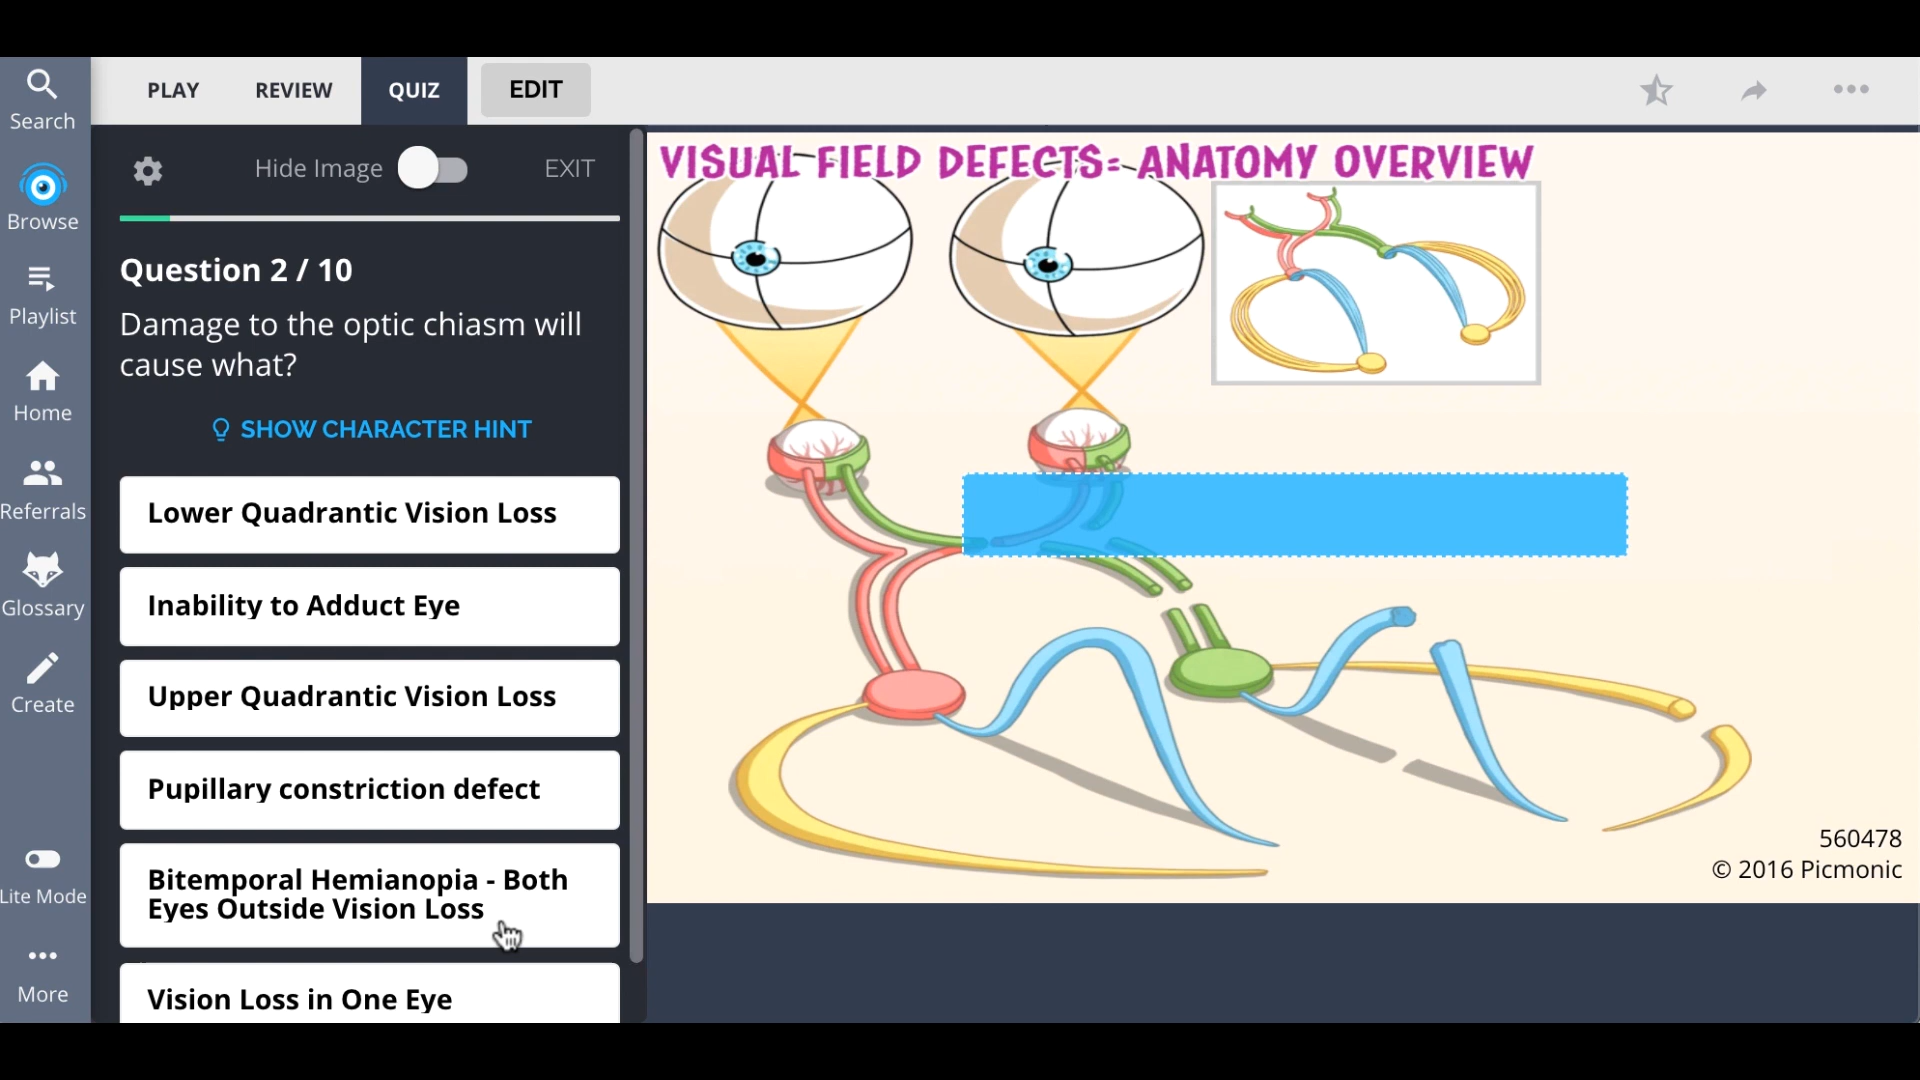 Search
Browse
Playlist
Home
Referrals
Glossary
Create
Lite Mode
More
PLAY REVIEW QUIZ EDIT
Hide Image EXIT
Question 2 / 10
Damage to the optic chiasm will
cause what?
SHOW CHARACTER HINT
Lower Quadrantic Vision Loss
Inability to Adduct Eye
Upper Quadrantic Vision Loss
Pupillary constriction defect
Bitemporal Hemianopia - Both
Eyes Outside Vision Loss
Vision Loss in One Eye
VISUAL FIELD DEFECTS: ANATOMY OVERVIEW
560478
© 2016 Picmonic